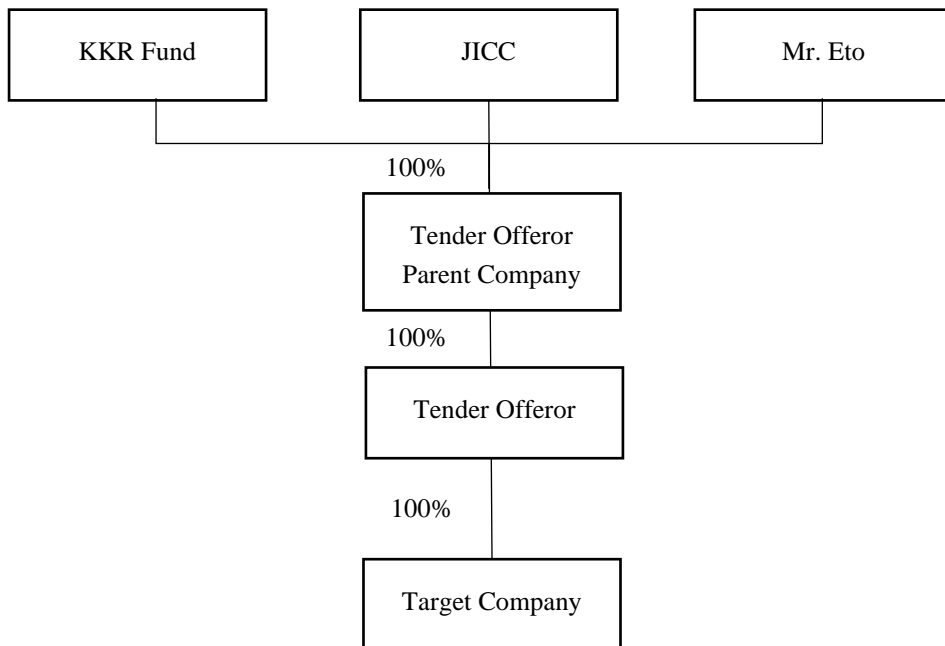 KKR Fund
JICC
Mr. Eto
100%
Tender Offeror
Parent Company
100%
Tender Offeror
100%
Target Company